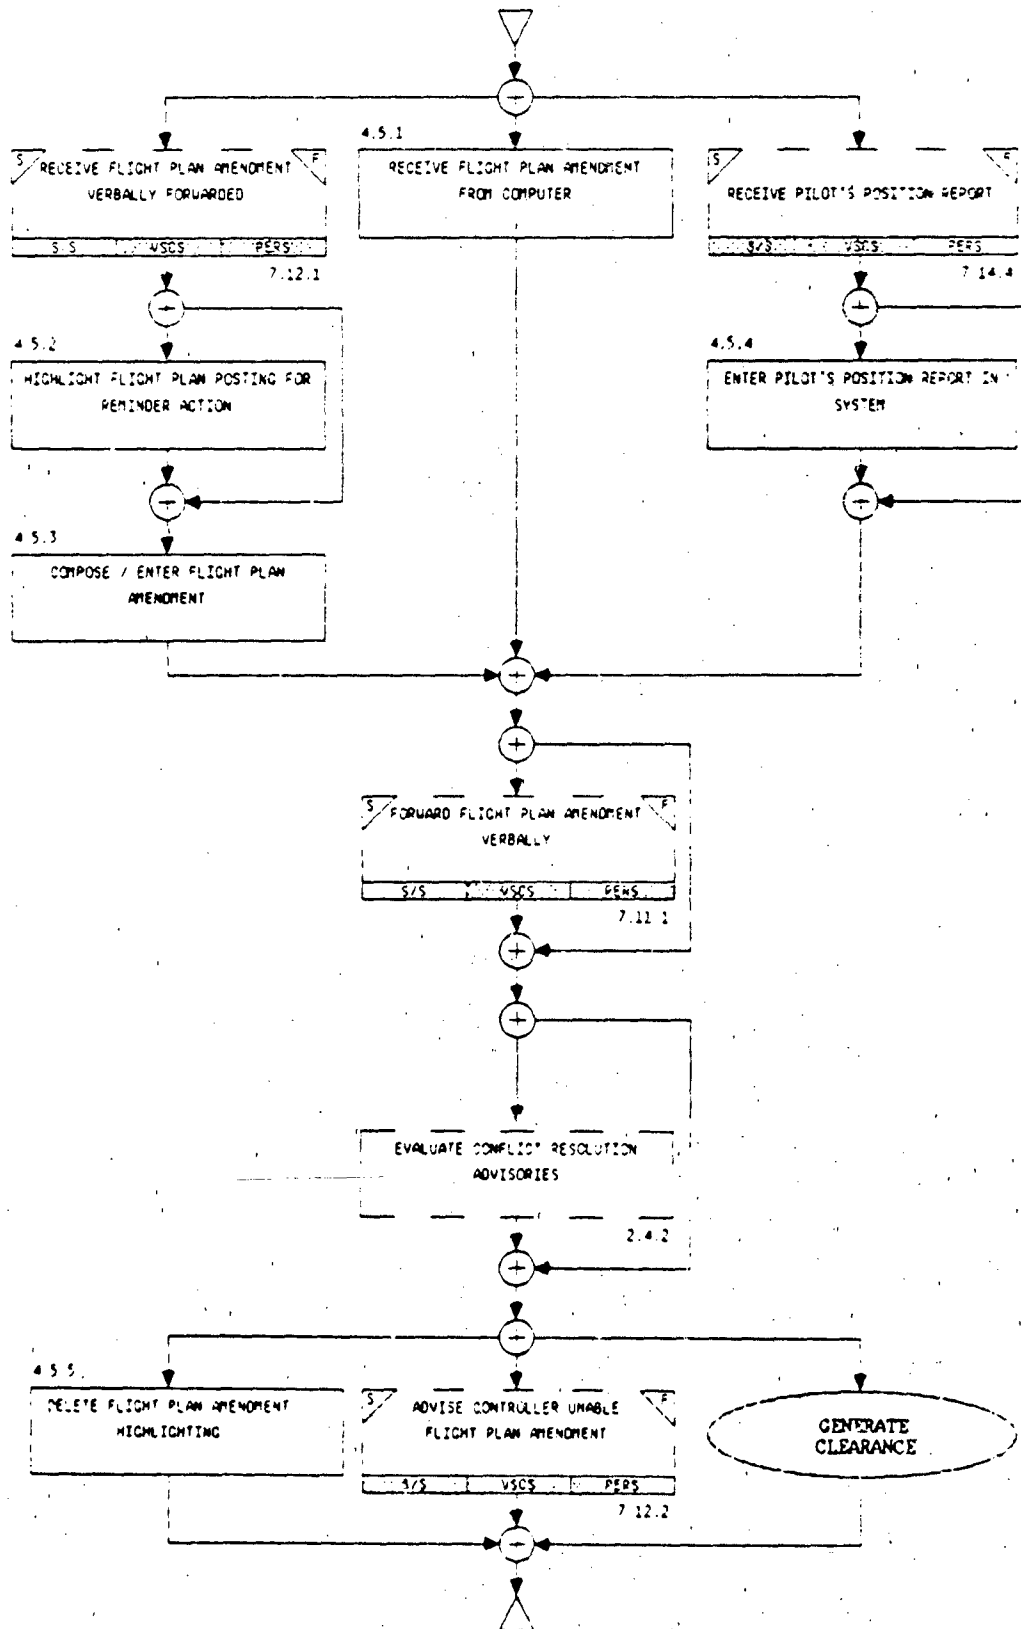 4.5.1
S
RECEIVE FLIGHT PLAN AMENDMENT
F
VERBALLY FORWARDED
S/S VSCS PERS
7.12.1
RECEIVE FLIGHT PLAN AMENDMENT
FROM COMPUTER
S
F
RECEIVE PILOT'S POSITION REPORT
S/S VSCS PERS
7.14.4
4.5.2
HIGHLIGHT FLIGHT PLAN POSTING FOR
REMINDER ACTION
4.5.4
ENTER PILOT'S POSITION REPORT IN
SYSTEM
4.5.3
COMPOSE / ENTER FLIGHT PLAN
AMENDMENT
S
FORWARD FLIGHT PLAN AMENDMENT
F
VERBALLY
S/S VSCS PERS
7.11.1
EVALUATE CONFLICT RESOLUTION
ADVISORIES
2.4.2
4.5.5
DELETE FLIGHT PLAN AMENDMENT
HIGHLIGHTING
S
ADVISE CONTROLLER UNABLE
F
FLIGHT PLAN AMENDMENT
S/S VSCS PERS
7.12.2
GENERATE
CLEARANCE